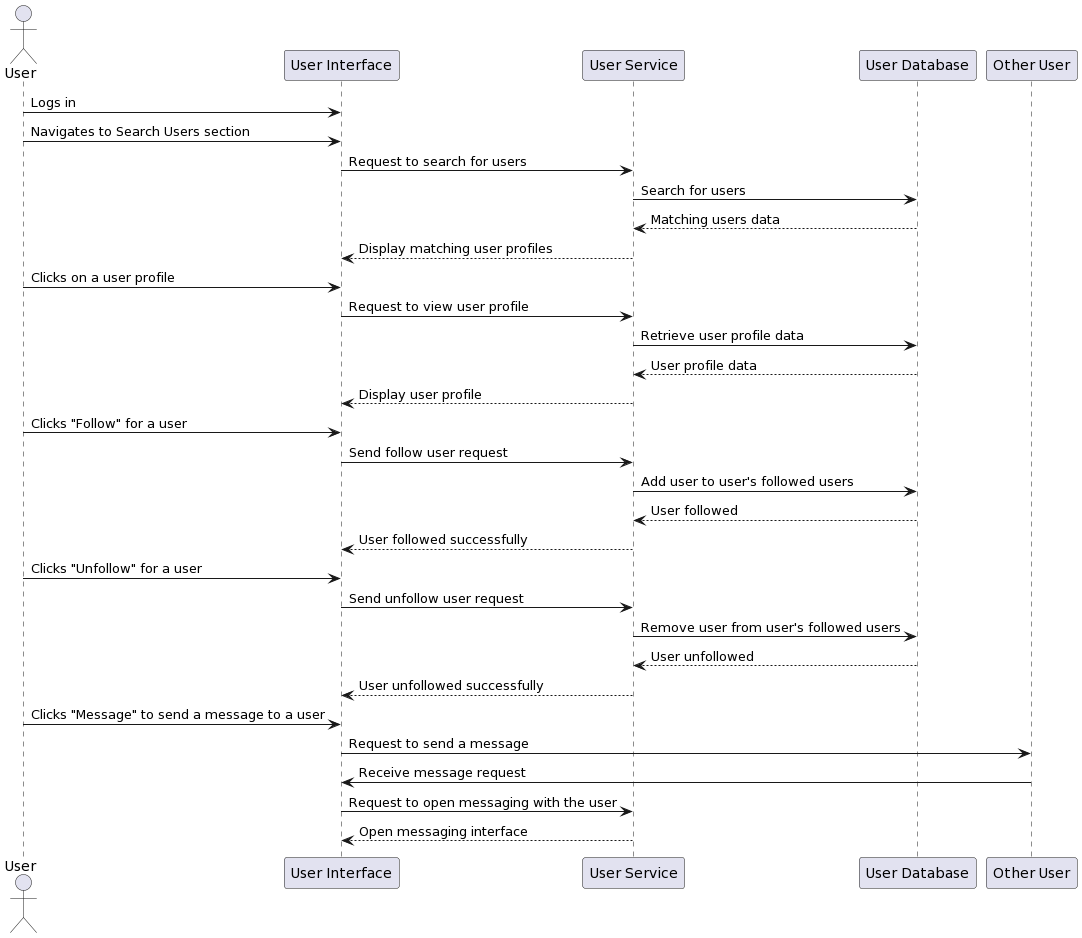 User
User Interface
User Service
User Database
Other User
Logs in
Navigates to Search Users section
Request to search for users
Search for users
Matching users data
Display matching user profiles
Clicks on a user profile
Request to view user profile
Retrieve user profile data
User profile data
Display user profile
Clicks "Follow" for a user
Send follow user request
Add user to user's followed users
User followed
User followed successfully
Clicks "Unfollow" for a user
Send unfollow user request
Remove user from user's followed users
User unfollowed
User unfollowed successfully
Clicks "Message" to send a message to a user
Request to send a message
Receive message request
Request to open messaging with the user
Open messaging interface
User
User Interface
User Service
User Database
Other User